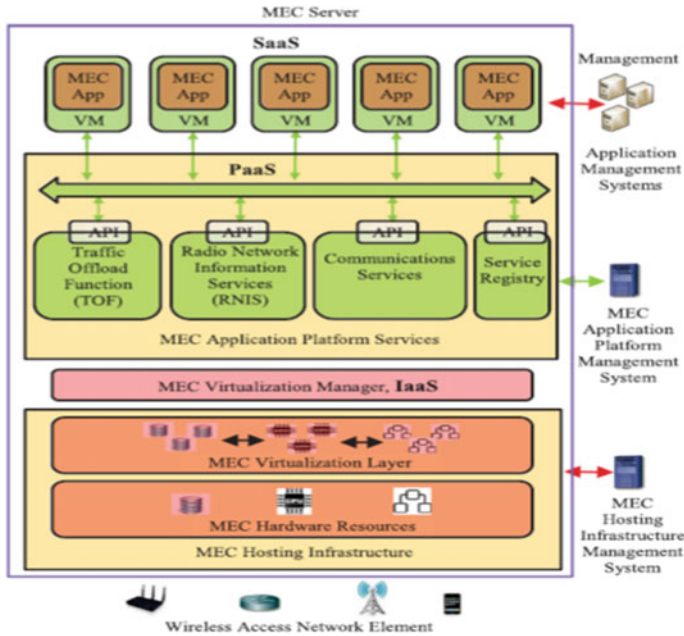 MEC Server
SaaS
MEC
App
VM
MEC
App
VM
MEC
App
VM
MEC
App
VM
MEC
App
VM
Management
Application
Management
Systems
PaaS
API
Traffic
Offload
Function
(TOF)
API
Radio Network
Information
Services
(RNIS)
API
Communications
Services
API
Service
Registry
MEC Application Platform Services
MEC
Application
Platform
Management
System
MEC Virtualization Manager, IaaS
MEC Virtualization Layer
CPU
MEC Hardware Resources
MEC Hosting Infrastructure
MEC
Hosting
Infrastructure
Management
System
Wireless Access Network Element